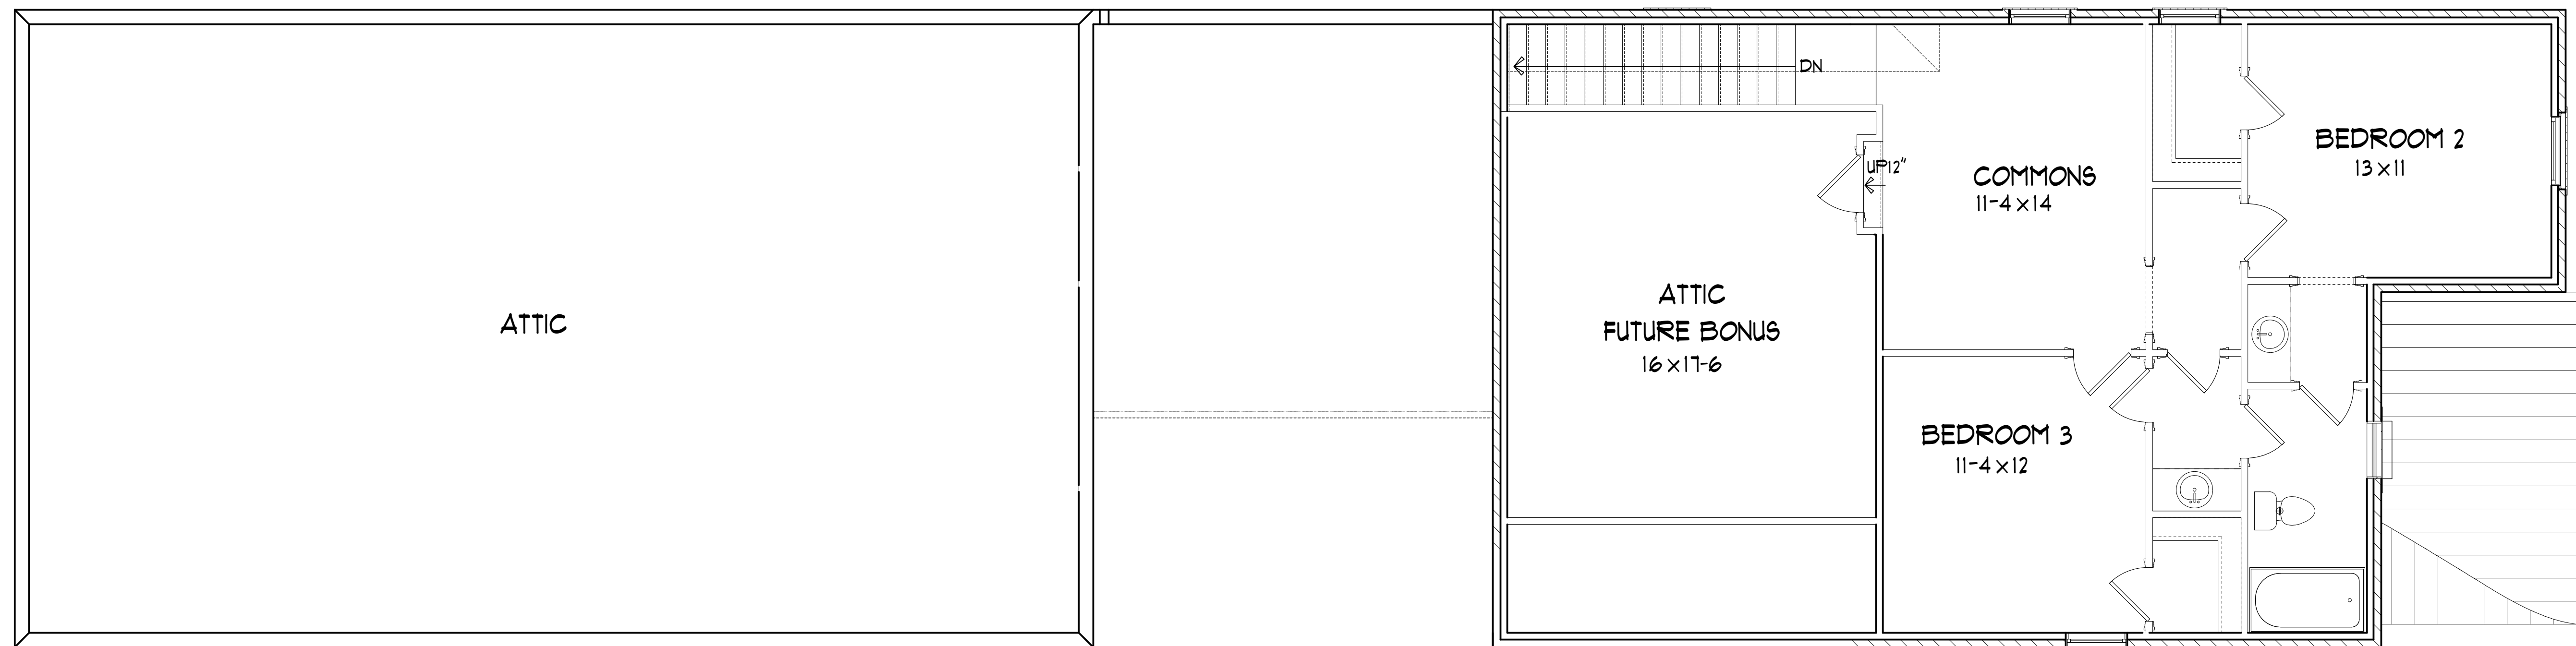 ATTIC
DN
UP12"
ATTIC
FUTURE BONUS
16 x 17-6
COMMONS
11-4 x 14
BEDROOM 2
13 x 11
BEDROOM 3
11-4 x 12